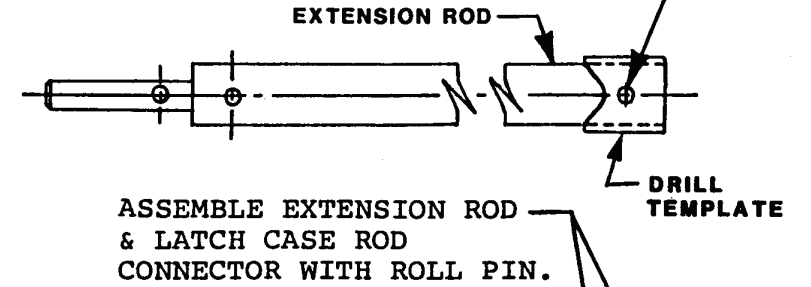 EXTENSION ROD
DRILL
TEMPLATE
ASSEMBLE EXTENSION ROD
& LATCH CASE ROD
CONNECTOR WITH ROLL PIN.